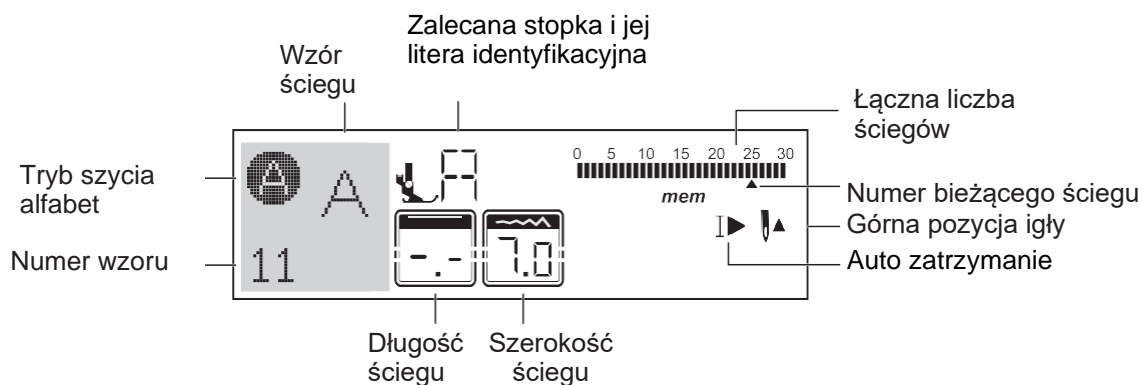 Zalecana stopka i jej
litera identyfikacyjna
Wzór
ściegu
Łączna liczba
ściegów
0 5 10 15 20 25 30
A
A
A
mem
Tryb szycia
alfabet
Numer bieżącego ściegu
Górna pozycja igły
Numer wzoru
11
-.-
7.0
Auto zatrzymanie
Długość
ściegu
Szerokość
ściegu